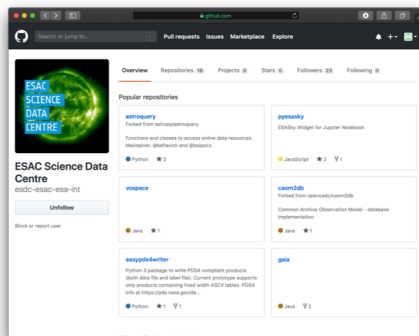 github.com
Search or jump to...
Pull requests Issues Marketplace Explore
ESAC
SCIENCE
DATA
CENTRE
ESAC Science Data
Centre
esdc-esac-esa-int
Unfollow
Block or report user
Overview Repositories 16 Projects 0 Stars 0 Followers 23 Following 0
Popular repositories
astroquery
Forked from astropy/astroquery
Functions and classes to access online data resources.
Maintainer: @keflavich and @bsipocz
Python 2
pyesasky
ESASky Widget for Jupyter Notebook
JavaScript 2 1
vospace
Java 1
caom2db
Forked from opencadc/caom2db
Common Archive Observation Model - database
implementation
Java 1
easypds4writer
Python 3 package to write PDS4 compliant products
(both data file and label file). Current prototype supports
only products containing fixed width ASCII tables. PDS4
info at https://pds.nasa.gov/da...
Python 1 1
gaia
Java 2